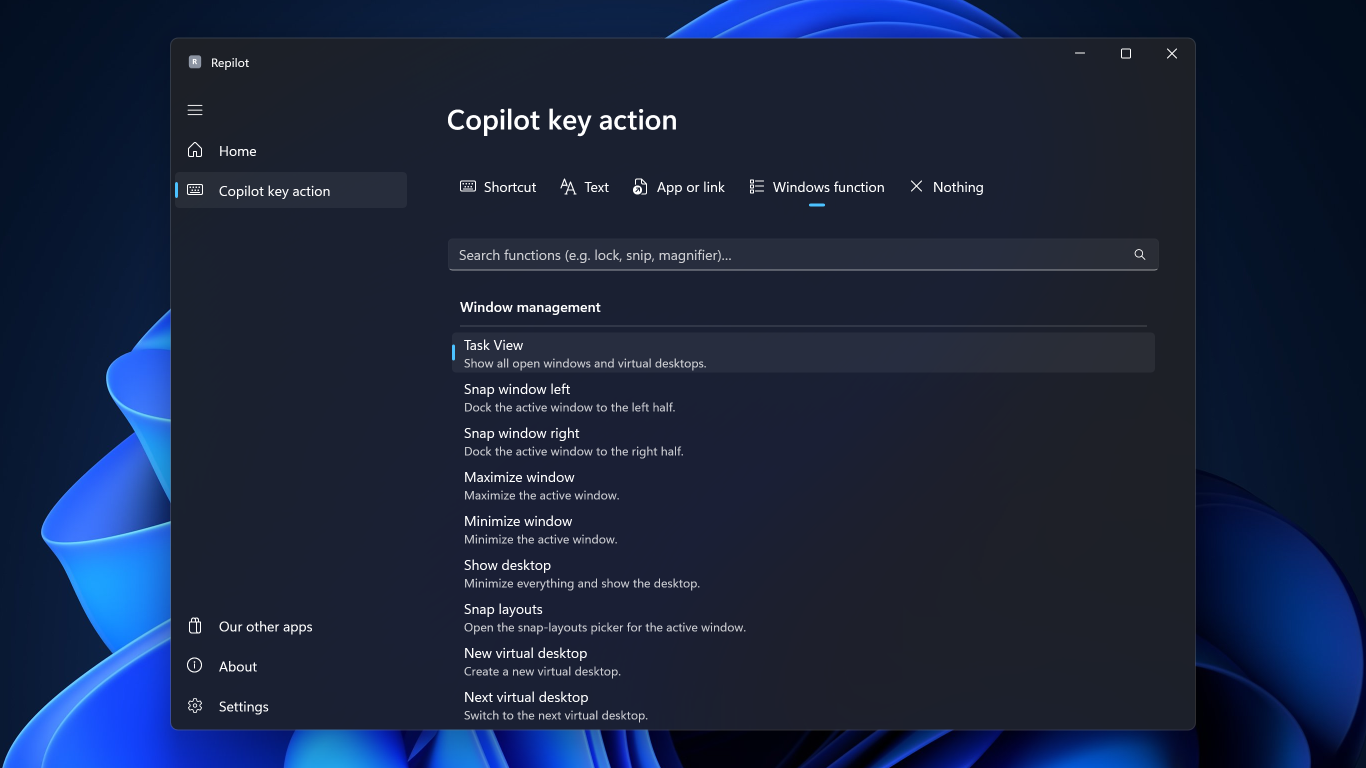 Repilot
Home
Copilot key action
Our other apps
About
Settings
Copilot key action
Shortcut
Text
App or link
Windows function
Nothing
Search functions (e.g. lock, snip, magnifier)...
Window management
Task View
Show all open windows and virtual desktops.
Snap window left
Dock the active window to the left half.
Snap window right
Dock the active window to the right half.
Maximize window
Maximize the active window.
Minimize window
Minimize the active window.
Show desktop
Minimize everything and show the desktop.
Snap layouts
Open the snap-layouts picker for the active window.
New virtual desktop
Create a new virtual desktop.
Next virtual desktop
Switch to the next virtual desktop.